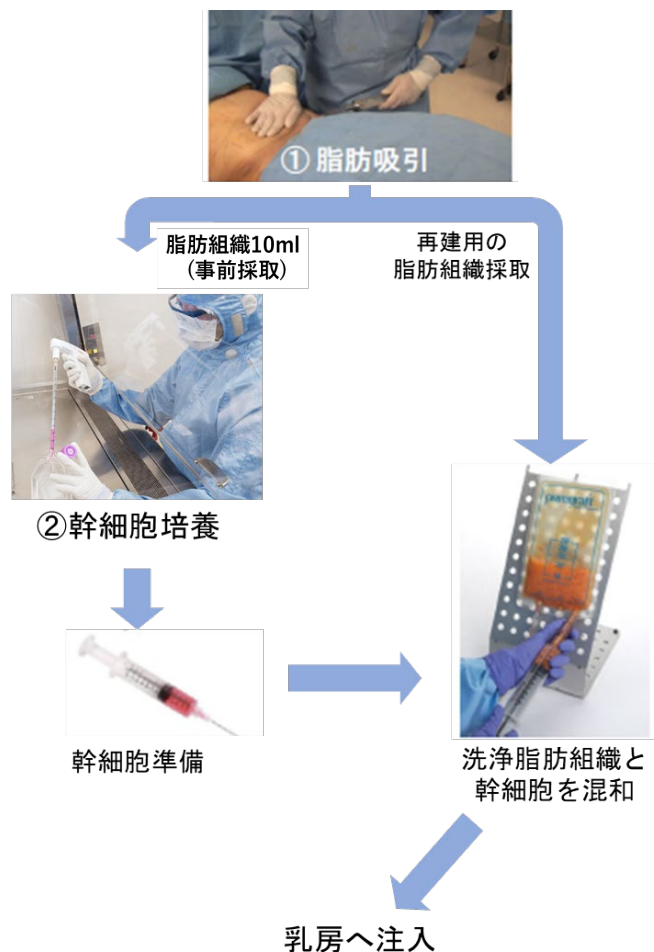 ① 脂肪吸引
脂肪組織10ml
(事前採取)
再建用の
脂肪組織採取
②幹細胞培養
幹細胞準備
洗浄脂肪組織と
幹細胞を混和
乳房へ注入